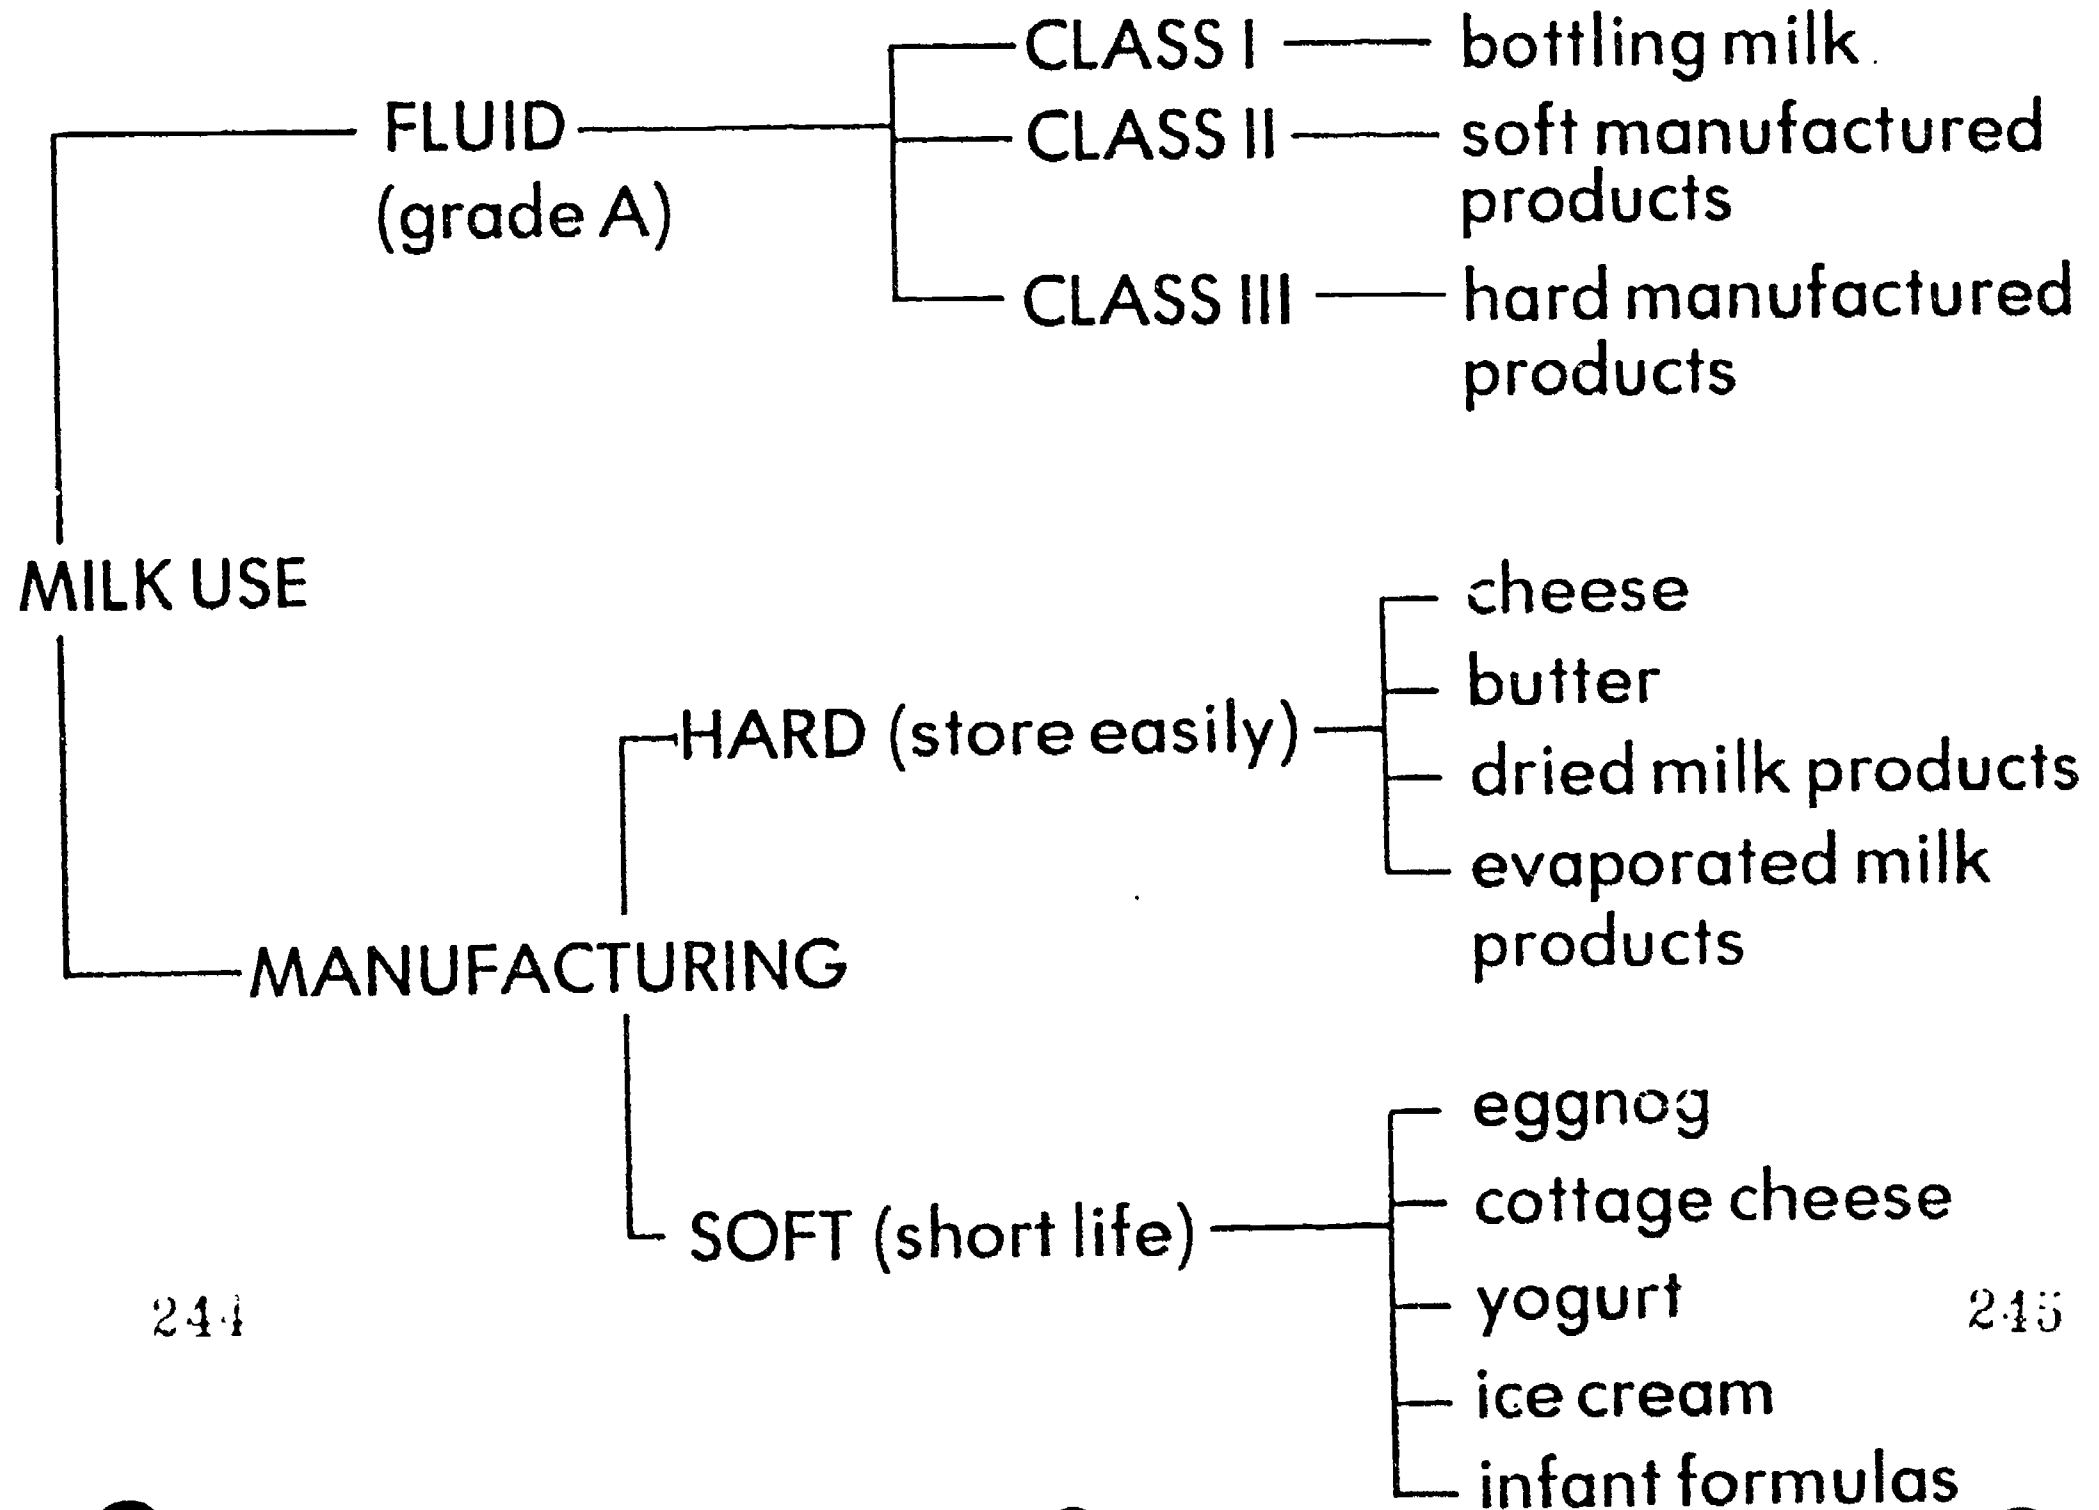 CLASS I bottling milk
FLUID CLASS II soft manufactured
(grade A) products
CLASS III hard manufactured
products
MILK USE
cheese
butter
HARD (store easily)
dried milk products
evaporated milk
products
MANUFACTURING
eggnog
cottage cheese
SOFT (short life)
yogurt
ice cream
infant formulas
244
245